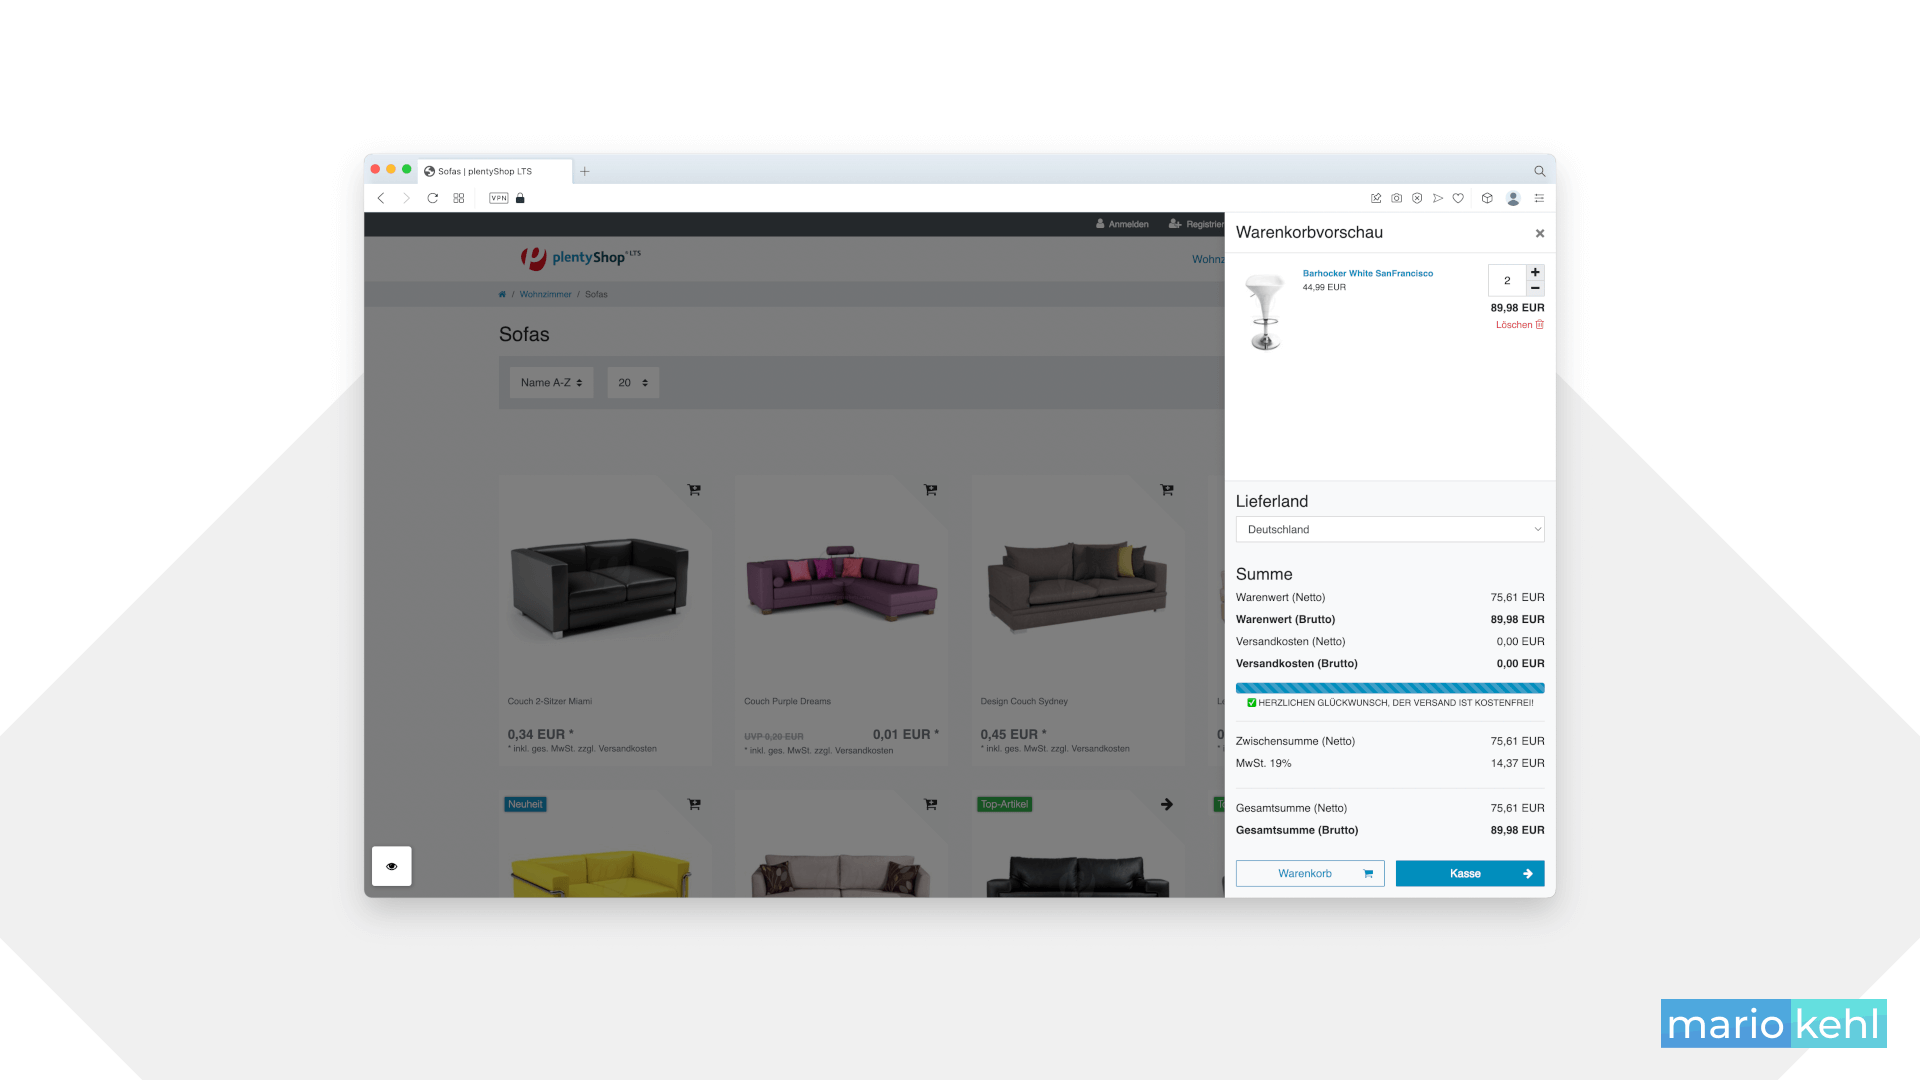 Sofas | plentyShop LTS
VPN
Anmelden
Registrier
plentyShop LTS
Wohnz
Wohnzimmer / Sofas
Sofas
Name A-Z
20
Couch 2-Sitzer Miami
0,34 EUR *
* inkl. ges. MwSt. zzgl. Versandkosten
Couch Purple Dreams
UVP 0,20 EUR
0,01 EUR *
* inkl. ges. MwSt. zzgl. Versandkosten
Design Couch Sydney
0,45 EUR *
* inkl. ges. MwSt. zzgl. Versandkosten
Neuheit
Top-Artikel
Warenkorbvorschau
Barhocker White SanFrancisco
44,99 EUR
2
89,98 EUR
Löschen
Lieferland
Deutschland
Summe
Warenwert (Netto) 75,61 EUR
Warenwert (Brutto) 89,98 EUR
Versandkosten (Netto) 0,00 EUR
Versandkosten (Brutto) 0,00 EUR
✅ HERZLICHEN GLÜCKWUNSCH, DER VERSAND IST KOSTENFREI!
Zwischensumme (Netto) 75,61 EUR
MwSt. 19% 14,37 EUR
Gesamtsumme (Netto) 75,61 EUR
Gesamtsumme (Brutto) 89,98 EUR
Warenkorb
Kasse
mario kehl